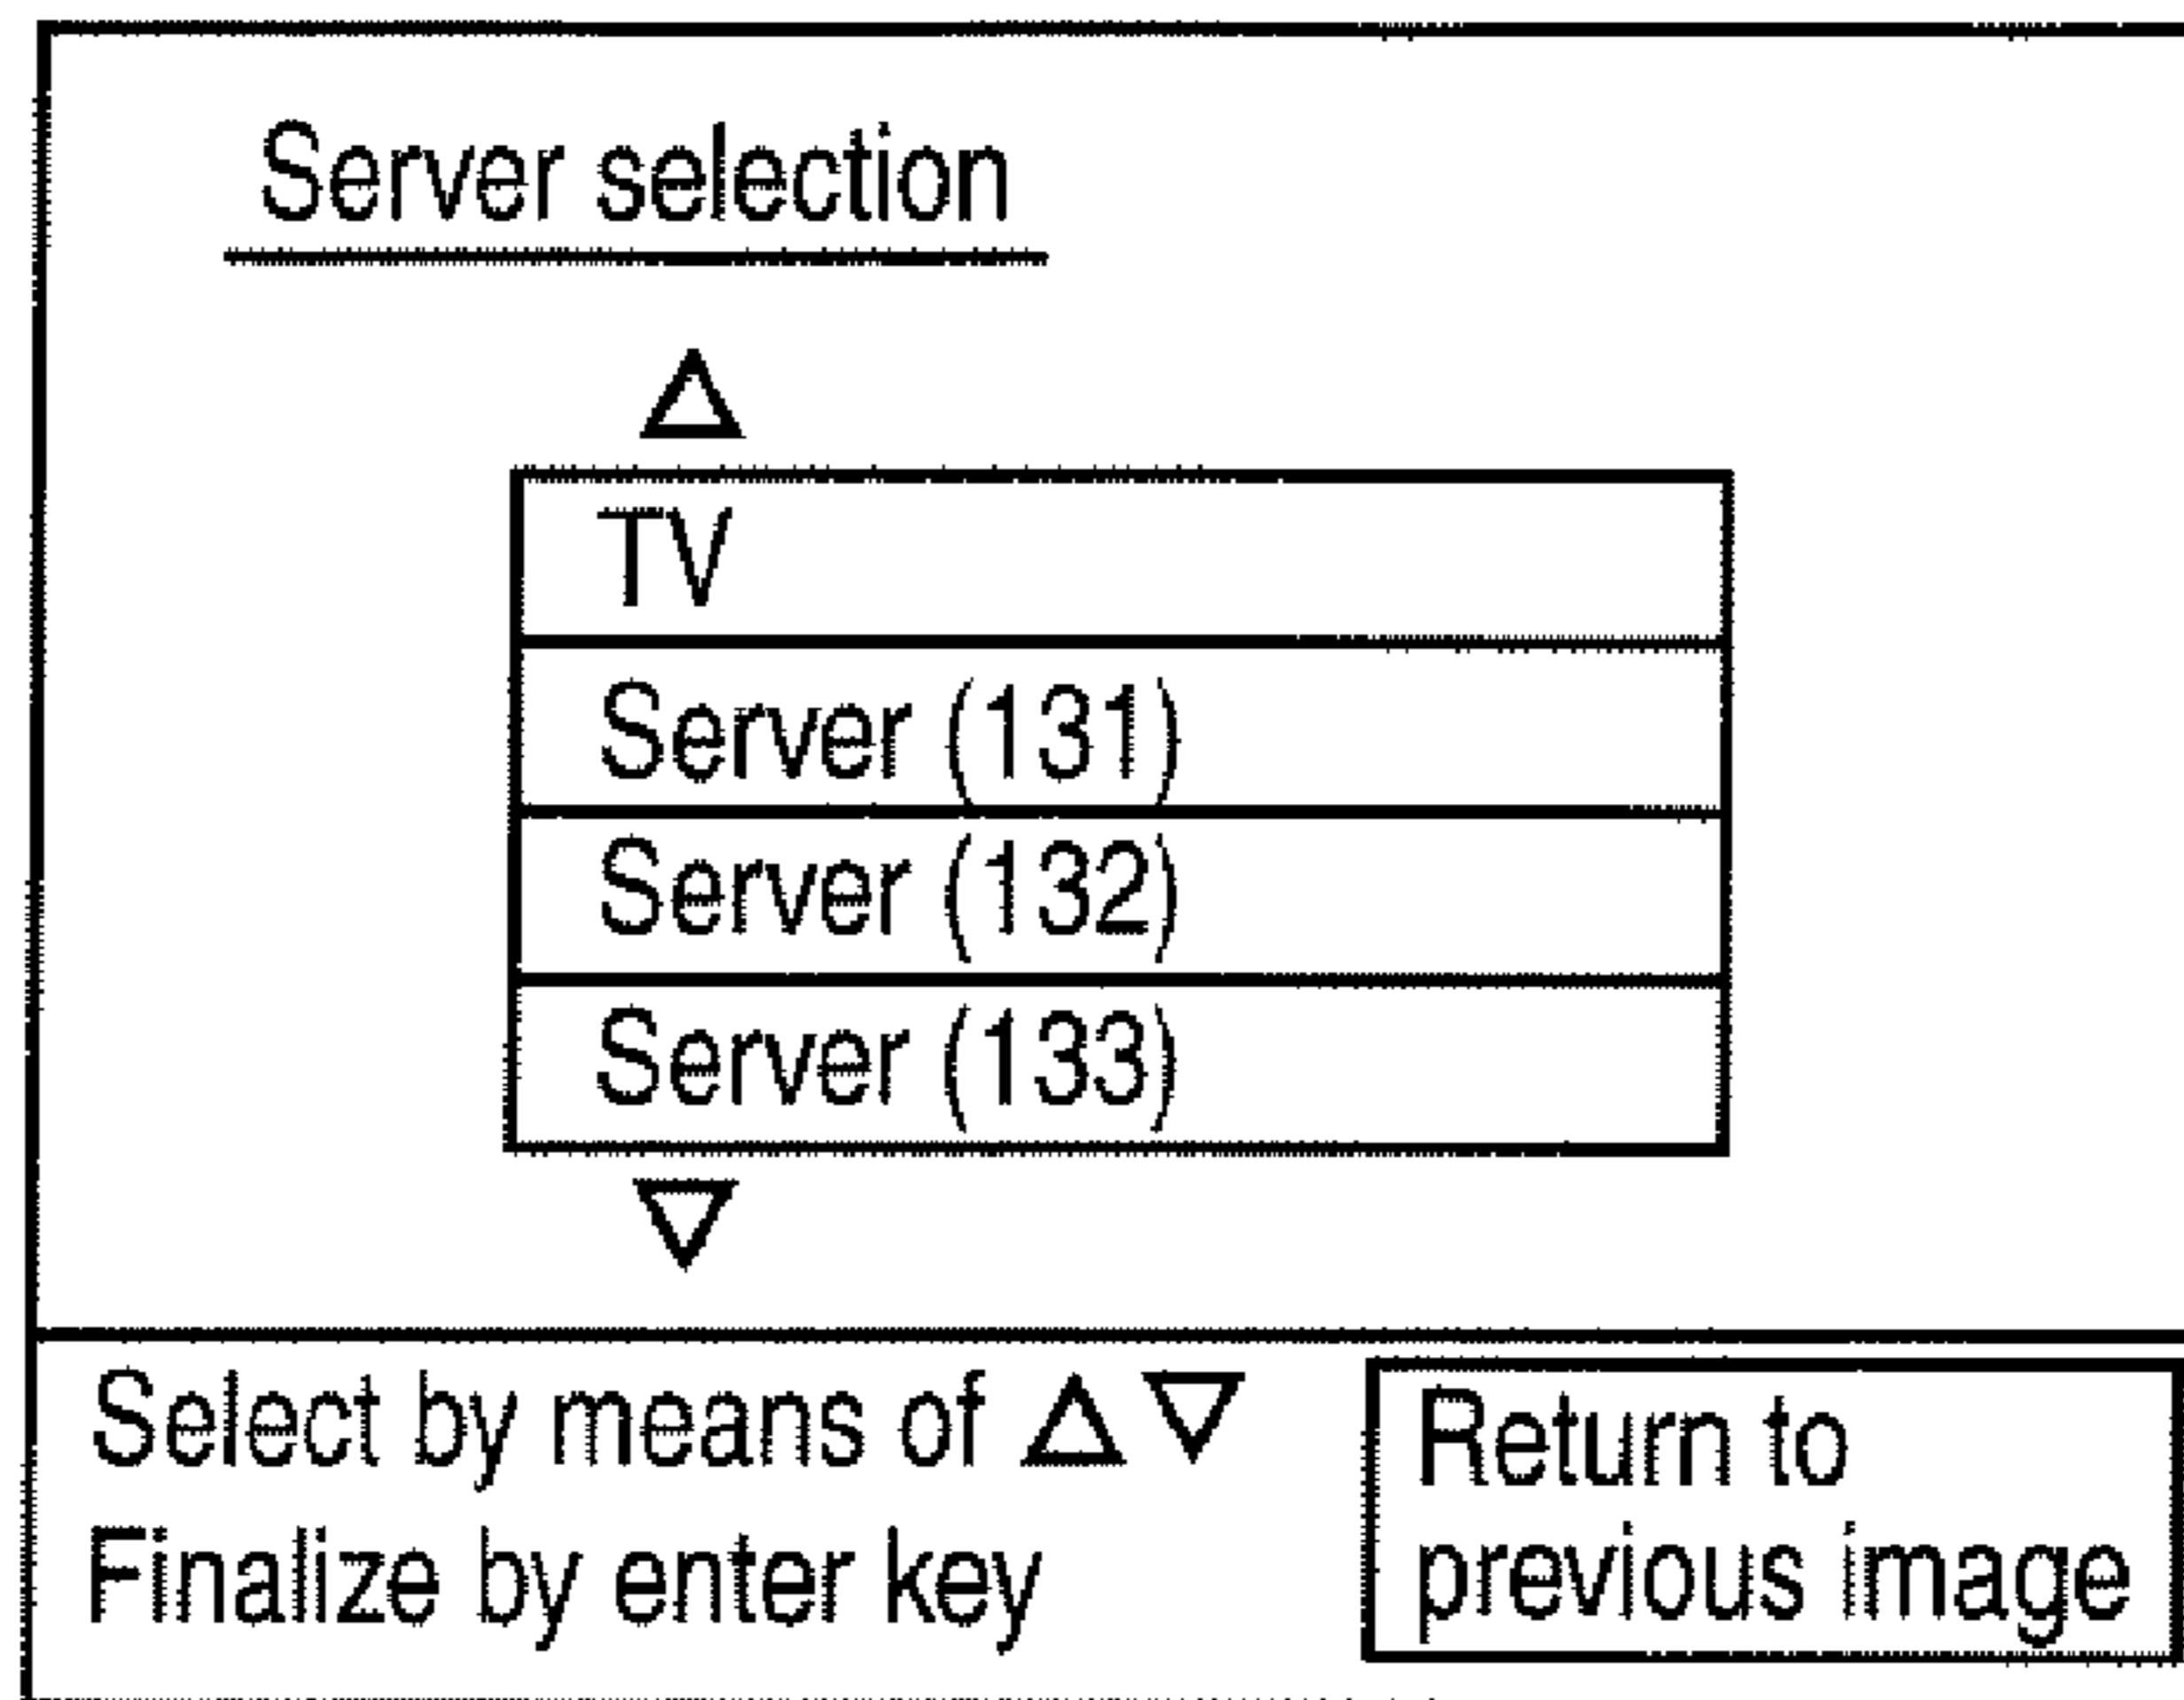 Server selection
△
TV
Server (131)
Server (132)
Server (133)
▽
Select by means of △ ▽
Finalize by enter key
Return to
previous image